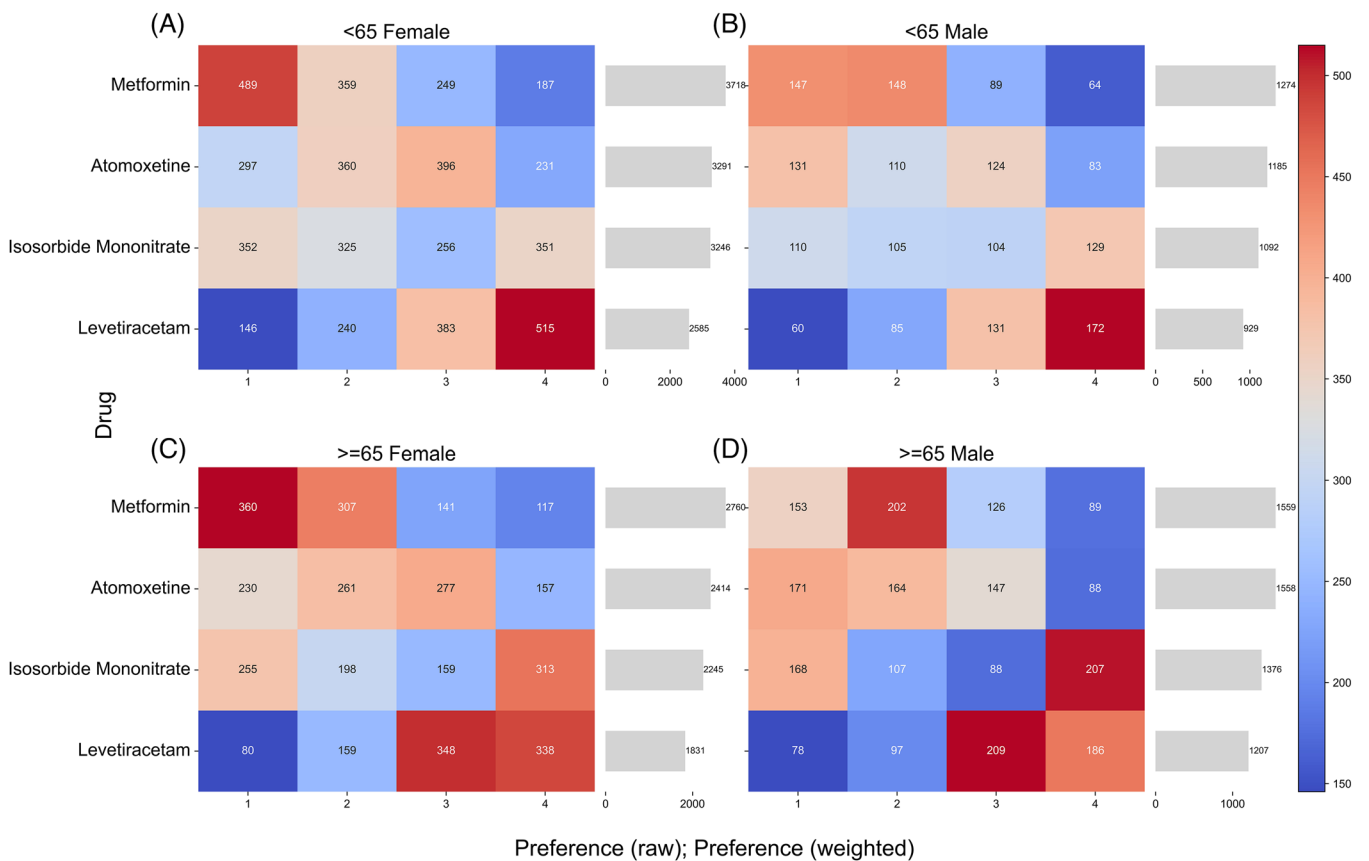 (A) <65 Female
(B) <65 Male
Metformin 489 359 249 187 3718
147 148 89 64 1274
Atomoxetine 297 360 396 231 3291
131 110 124 83 1185
Isosorbide Mononitrate 352 325 256 351 3246
110 105 104 129 1092
Levetiracetam 146 240 383 515 2585
60 85 131 172 929
1 2 3 4 0 2000 4000
1 2 3 4 0 500 1000
Drug
(C) >=65 Female
(D) >=65 Male
Metformin 360 307 141 117 2760
153 202 126 89 1559
Atomoxetine 230 261 277 157 2414
171 164 147 88 1558
Isosorbide Mononitrate 255 198 159 313 2245
168 107 88 207 1376
Levetiracetam 80 159 348 338 1831
78 97 209 186 1207
1 2 3 4 0 2000
1 2 3 4 0 1000
Preference (raw); Preference (weighted)
500
450
400
350
300
250
200
150